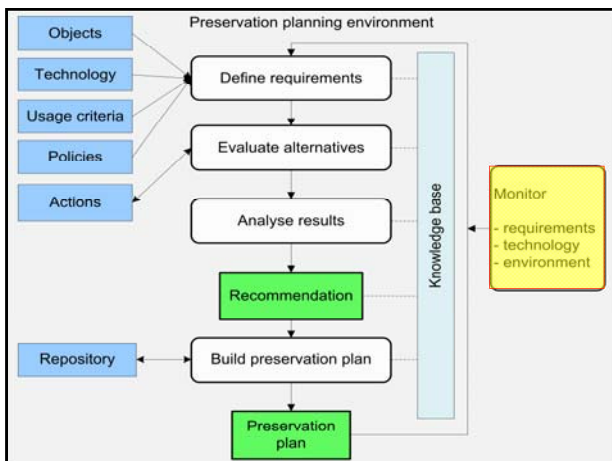 Preservation planning environment
Objects
Technology
Usage criteria
Policies
Actions
Repository
Define requirements
Evaluate alternatives
Analyse results
Recommendation
Build preservation plan
Preservation
plan
Knowledge base
Monitor
- requirements
- technology
- environment